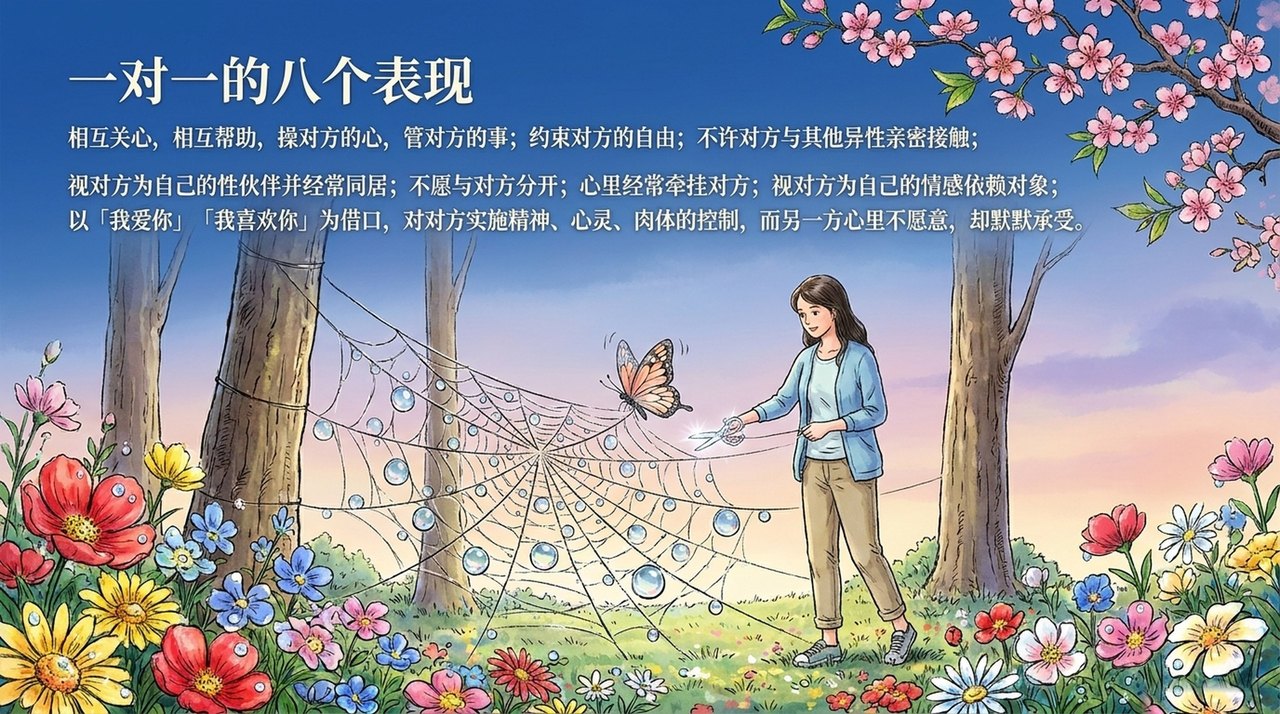 一对一的八个表现
相互关心，相互帮助，操对方的心，管对方的事；约束对方的自由；不许对方与其他异性亲密接触；
视对方为自己的性伙伴并经常同居；不愿与对方分开；心里经常牵挂对方；视对方为自己的情感依赖对象；
以「我爱你」「我喜欢你」为借口，对对方实施精神、心灵、肉体的控制，而另一方心里不愿意，却默默承受。